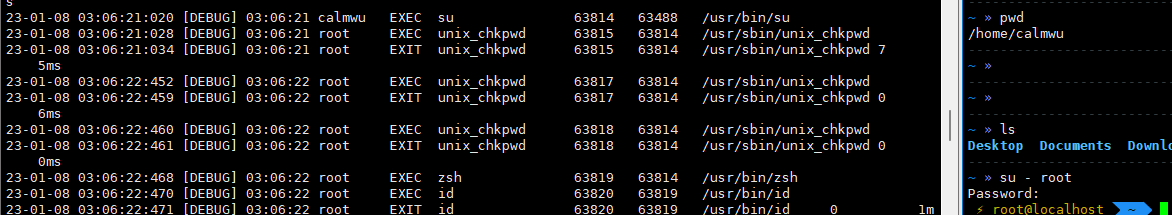 s
23-01-08 03:06:21:020 [DEBUG] 03:06:21 calmwu   EXEC  su               63814   63488   /usr/bin/su
23-01-08 03:06:21:028 [DEBUG] 03:06:21 root     EXEC  unix_chkpwd      63815   63814   /usr/sbin/unix_chkpwd
23-01-08 03:06:21:034 [DEBUG] 03:06:21 root     EXIT  unix_chkpwd      63815   63814   /usr/sbin/unix_chkpwd 7
    5ms
23-01-08 03:06:22:452 [DEBUG] 03:06:22 root     EXEC  unix_chkpwd      63817   63814   /usr/sbin/unix_chkpwd
23-01-08 03:06:22:459 [DEBUG] 03:06:22 root     EXIT  unix_chkpwd      63817   63814   /usr/sbin/unix_chkpwd 0
    6ms
23-01-08 03:06:22:460 [DEBUG] 03:06:22 root     EXEC  unix_chkpwd      63818   63814   /usr/sbin/unix_chkpwd
23-01-08 03:06:22:461 [DEBUG] 03:06:22 root     EXIT  unix_chkpwd      63818   63814   /usr/sbin/unix_chkpwd 0
    0ms
23-01-08 03:06:22:468 [DEBUG] 03:06:22 root     EXEC  zsh              63819   63814   /usr/bin/zsh
23-01-08 03:06:22:470 [DEBUG] 03:06:22 root     EXEC  id               63820   63819   /usr/bin/id
23-01-08 03:06:22:471 [DEBUG] 03:06:22 root     EXIT  id               63820   63819   /usr/bin/id     0          1m
~ » pwd
/home/calmwu
~ »
~ »
~ » ls
Desktop  Documents  Downlo
~ » su - root
Password:
⚡ root@localhost  ~